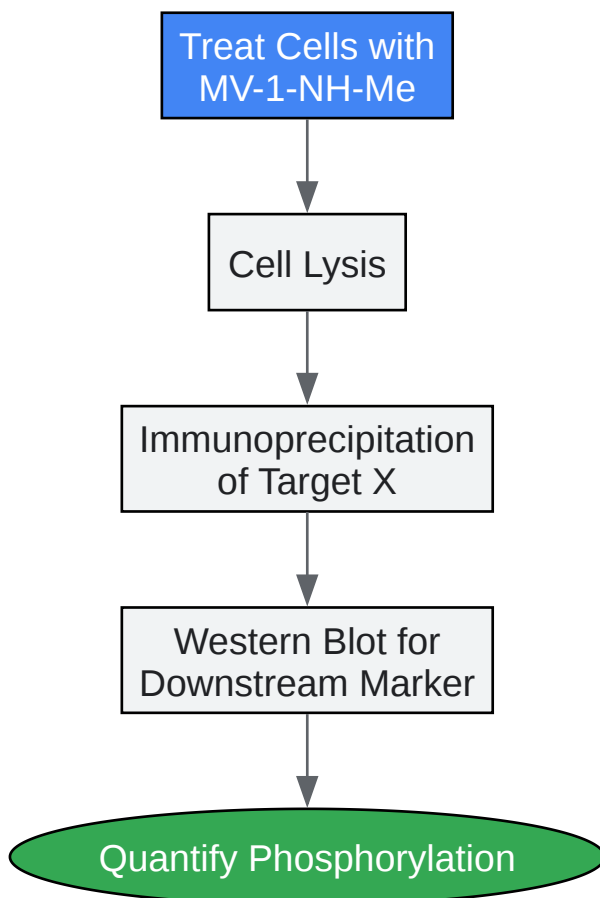 Treat Cells with
MV-1-NH-Me
Cell Lysis
Immunoprecipitation
of Target X
Western Blot for
Downstream Marker
Quantify Phosphorylation